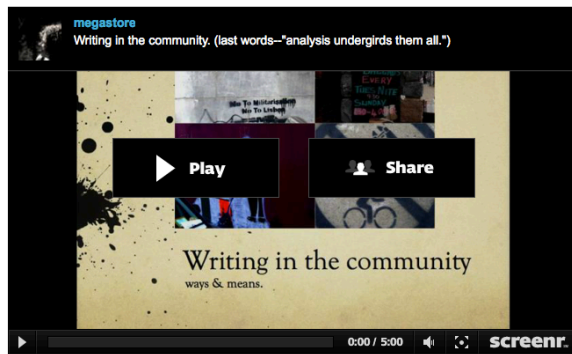 megastore
Writing in the community. (last words--"analysis undergirds them all.")
No To Militarisation
No To Lisbon
EVERY
THURS NITE
SUNDAY
Play
Share
Writing in the community
ways & means.
0:00 / 5:00
screenr.